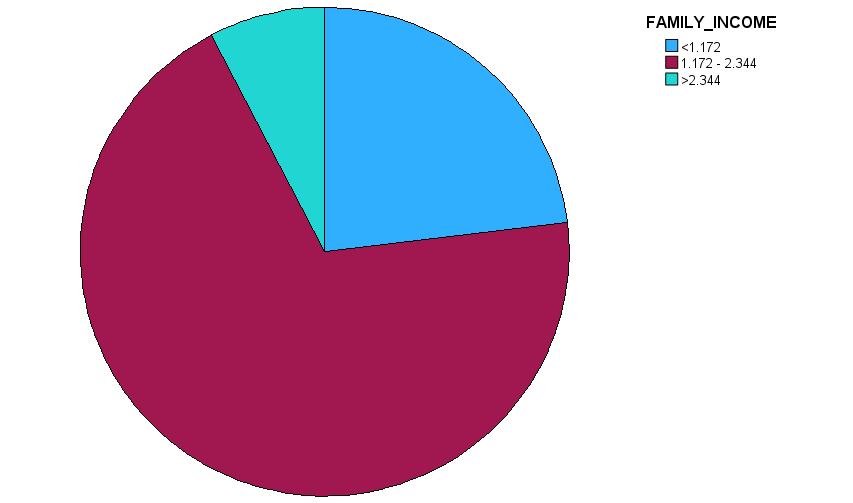 FAMILY_INCOME
<1.172
1.172 - 2.344
>2.344